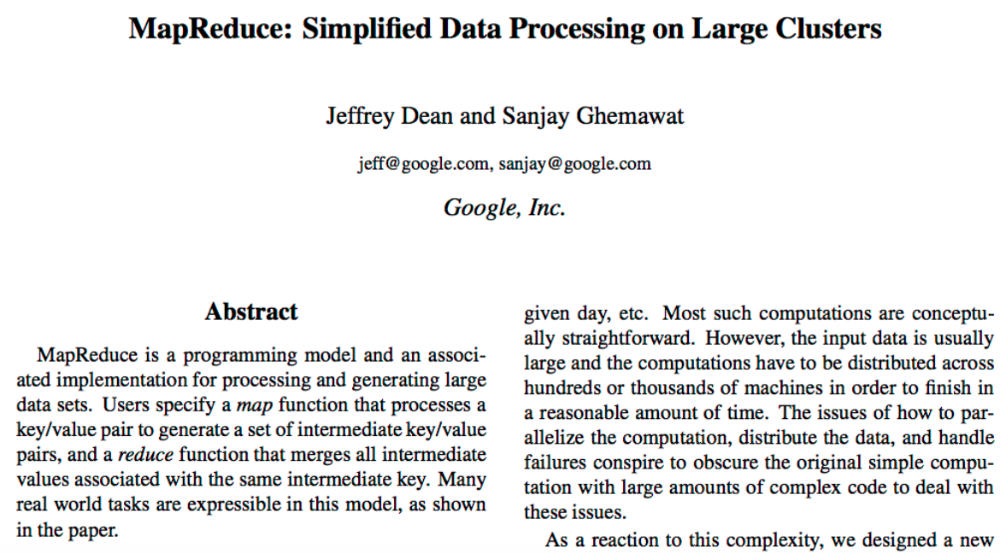 MapReduce: Simplified Data Processing on Large Clusters
Jeffrey Dean and Sanjay Ghemawat
jeff@google.com, sanjay@google.com
Google, Inc.
Abstract
MapReduce is a programming model and an associ-
ated implementation for processing and generating large
data sets. Users specify a map function that processes a
key/value pair to generate a set of intermediate key/value
pairs, and a reduce function that merges all intermediate
values associated with the same intermediate key. Many
real world tasks are expressible in this model, as shown
in the paper.
given day, etc. Most such computations are conceptu-
ally straightforward. However, the input data is usually
large and the computations have to be distributed across
hundreds or thousands of machines in order to finish in
a reasonable amount of time. The issues of how to par-
allelize the computation, distribute the data, and handle
failures conspire to obscure the original simple compu-
tation with large amounts of complex code to deal with
these issues.
As a reaction to this complexity, we designed a new